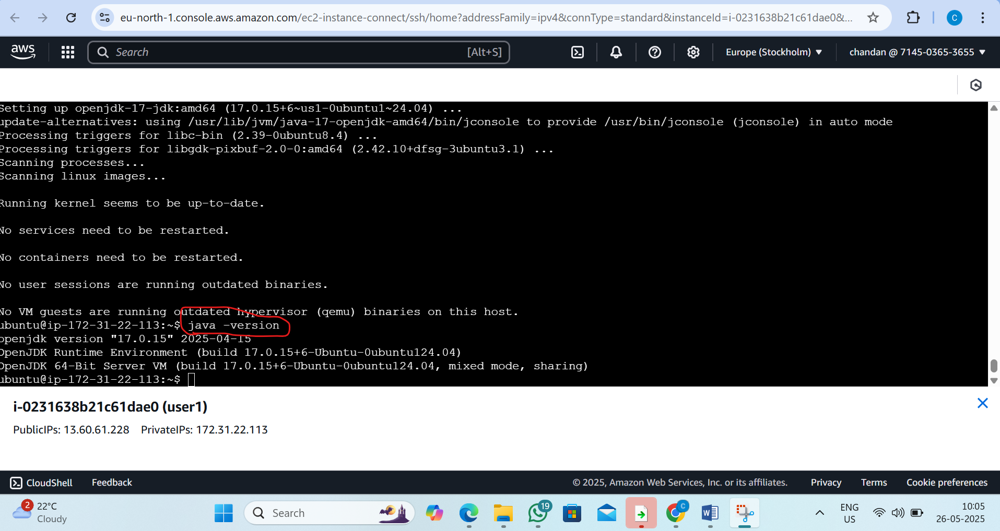 eu-north-1.console.aws.amazon.com/ec2-instance-connect/ssh/home?addressFamily=ipv4&connType=standard&instanceId=i-0231638b21c61dae0&...
C
aws
Search
[Alt+S]
Europe (Stockholm)
chandan @ 7145-0365-3655
Setting up openjdk-17-jdk:amd64 (17.0.15+6~us1-0ubuntu1~24.04) ...
update-alternatives: using /usr/lib/jvm/java-17-openjdk-amd64/bin/jconsole to provide /usr/bin/jconsole (jconsole) in auto mode
Processing triggers for libc-bin (2.39-0ubuntu8.4) ...
Processing triggers for libgdk-pixbuf-2.0-0:amd64 (2.42.10+dfsg-3ubuntu3.1) ...
Scanning processes...
Scanning linux images...
Running kernel seems to be up-to-date.
No services need to be restarted.
No containers need to be restarted.
No user sessions are running outdated binaries.
No VM guests are running outdated hypervisor (qemu) binaries on this host.
ubuntu@ip-172-31-22-113:~$ java -version
openjdk version "17.0.15" 2025-04-15
OpenJDK Runtime Environment (build 17.0.15+6-Ubuntu-0ubuntu124.04)
OpenJDK 64-Bit Server VM (build 17.0.15+6-Ubuntu-0ubuntu124.04, mixed mode, sharing)
ubuntu@ip-172-31-22-113:~$
i-0231638b21c61dae0 (user1)
PublicIPs: 13.60.61.228 PrivateIPs: 172.31.22.113
CloudShell
Feedback
© 2025, Amazon Web Services, Inc. or its affiliates.
Privacy
Terms
Cookie preferences
2
22°C
Cloudy
Search
19
C
W
ENG
US
10:05
26-05-2025